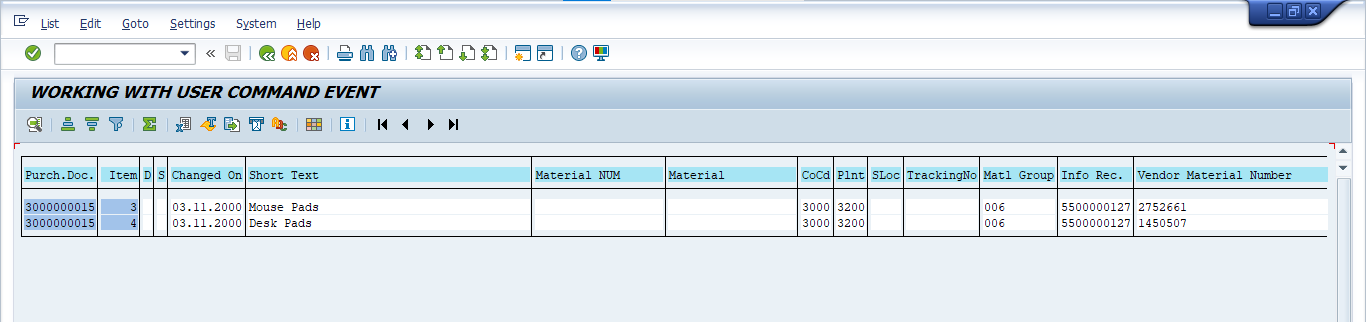 List Edit Goto Settings System Help
WORKING WITH USER COMMAND EVENT
Purch.Doc. Item D S Changed On Short Text Material NUM Material CoCd Plnt SLoc TrackingNo Matl Group Info Rec. Vendor Material Number
3000000015 3 03.11.2000 Mouse Pads 3000 3200 006 5500000127 2752661
3000000015 4 03.11.2000 Desk Pads 3000 3200 006 5500000127 1450507